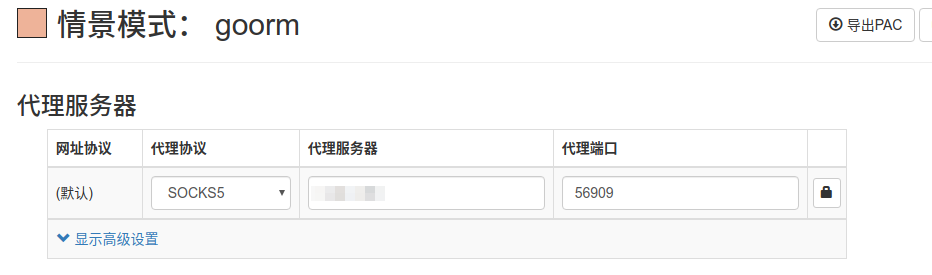 情景模式： goorm
导出PAC
代理服务器
网址协议 代理协议 代理服务器 代理端口
(默认) SOCKS5 56909
显示高级设置